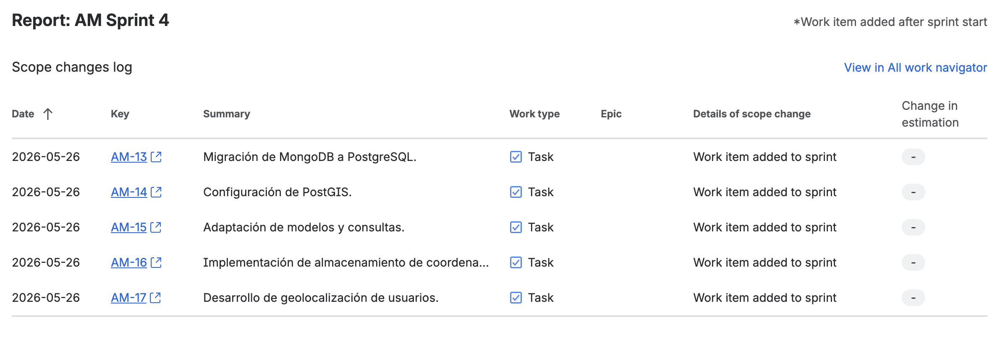 Report: AM Sprint 4
*Work item added after sprint start
Scope changes log
View in All work navigator
Date Key Summary Work type Epic Details of scope change Change in estimation
2026-05-26 AM-13 Migración de MongoDB a PostgreSQL. Task Work item added to sprint -
2026-05-26 AM-14 Configuración de PostGIS. Task Work item added to sprint -
2026-05-26 AM-15 Adaptación de modelos y consultas. Task Work item added to sprint -
2026-05-26 AM-16 Implementación de almacenamiento de coordena... Task Work item added to sprint -
2026-05-26 AM-17 Desarrollo de geolocalización de usuarios. Task Work item added to sprint -